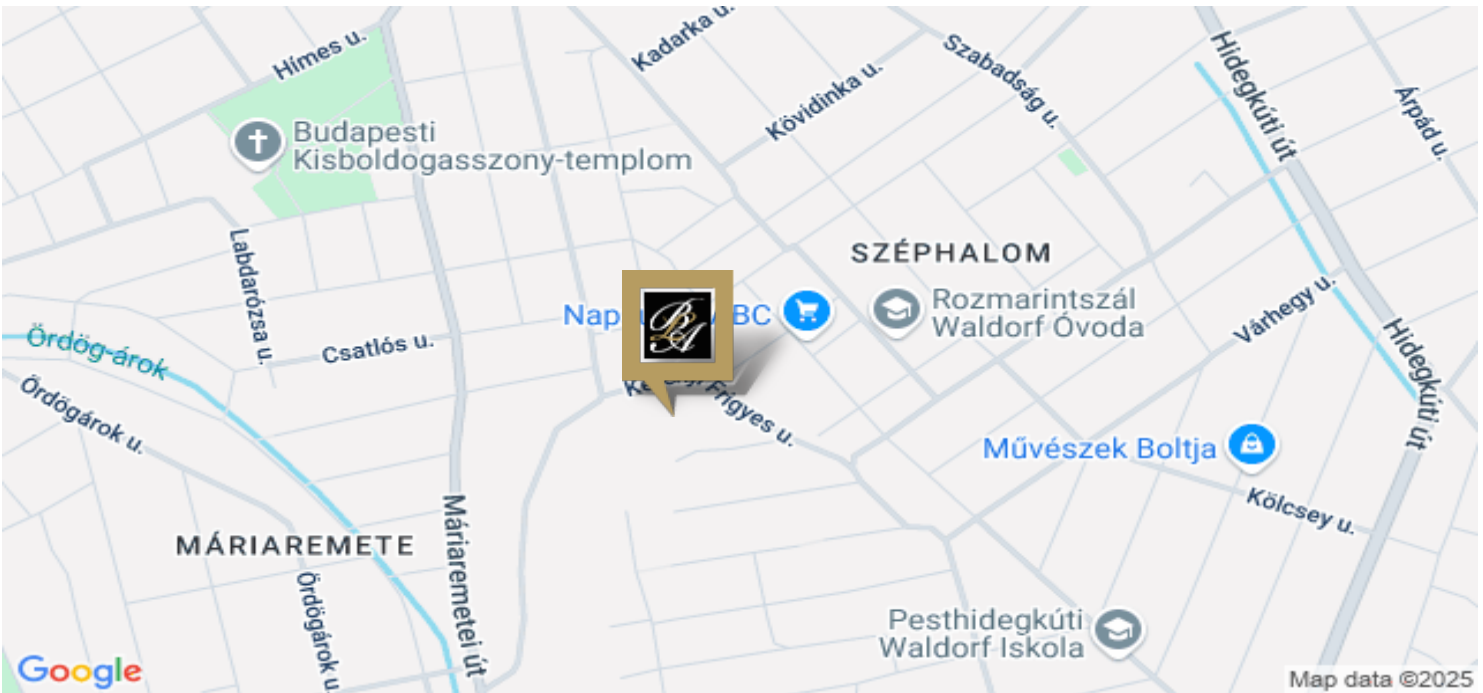 Hímes u.
Kadarka u.
Szabadság u.
Hidegkúti út
Árpád u.
Kövidinka u.
Budapesti
Kisboldogasszony-templom
Labdarózsa u.
SZÉPHALOM
Rozmarintszál
Waldorf Óvoda
BC
Várhegy u.
Hidegkúti út
Ördög-árok
Csatlós u.
Frigyes u.
Ördögárok u.
Művészek Boltja
Kölcsey u.
Máriaremetei út
MÁRIAREMETE
Ördögárok u.
Pesthidegkúti
Waldorf Iskola
Google
Map data ©2025